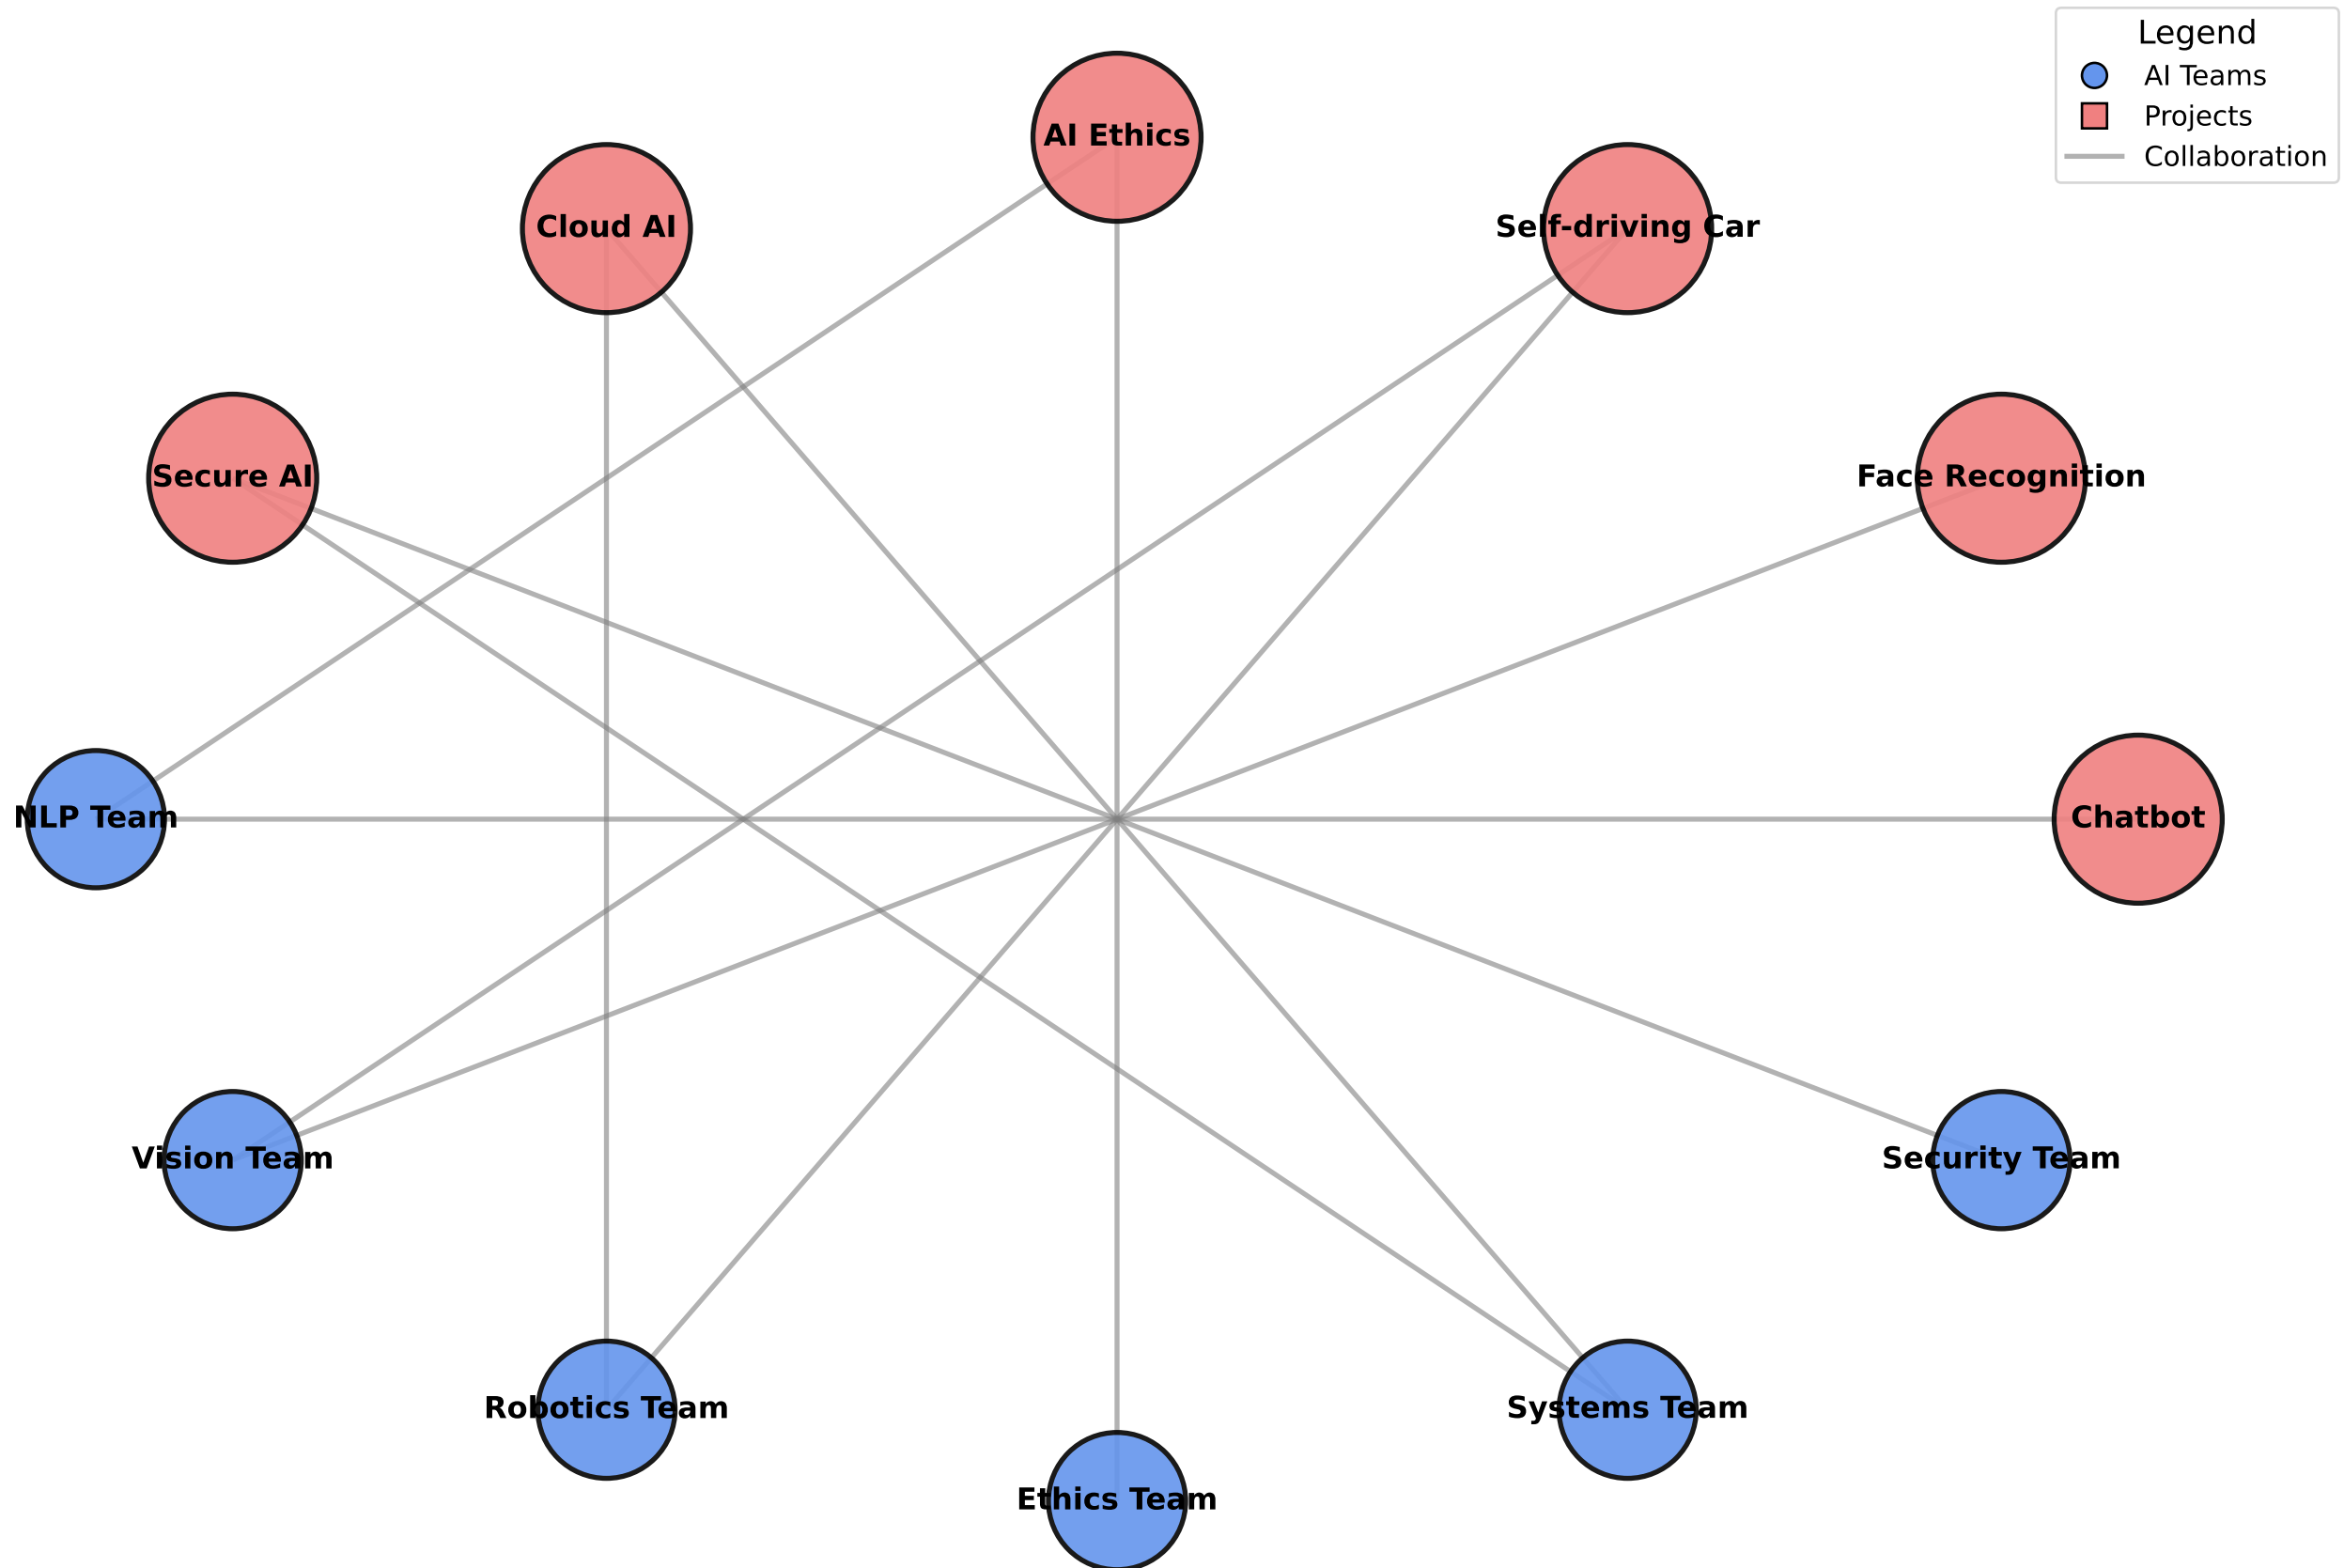 Legend
AI Teams
Projects
Collaboration
AI Ethics
Cloud AI
Self-driving Car
Secure AI
Face Recognition
NLP Team
Chatbot
Vision Team
Security Team
Robotics Team
Systems Team
Ethics Team